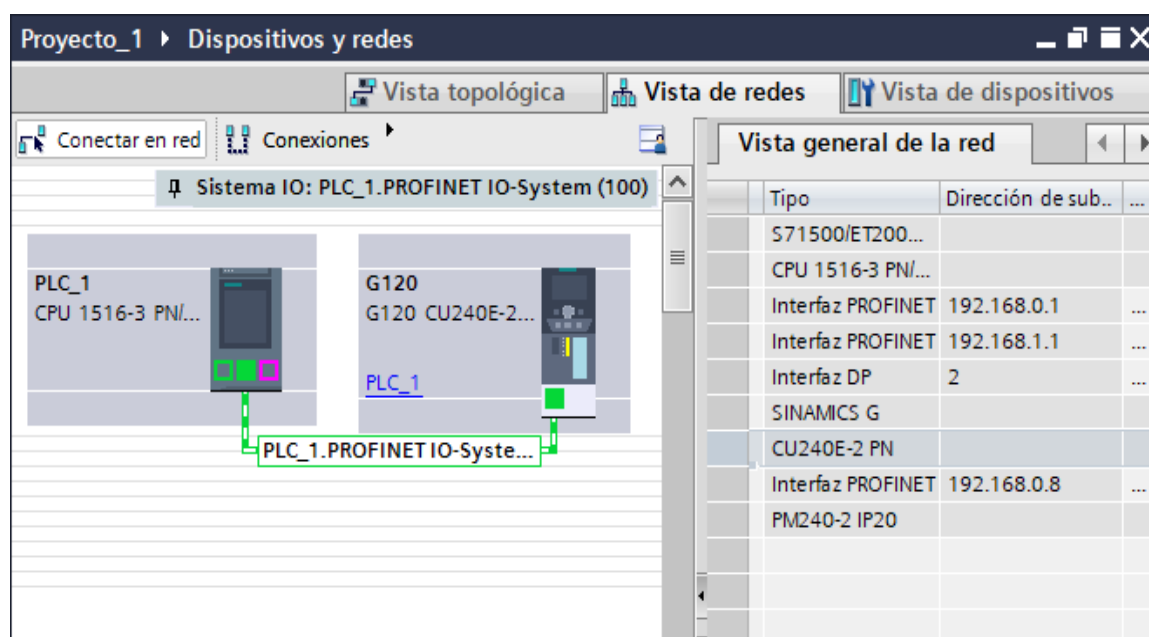 Proyecto_1 ▸ Dispositivos y redes
Vista topológica
Vista de redes
Vista de dispositivos
Conectar en red
Conexiones
Sistema IO: PLC_1.PROFINET IO-System (100)
PLC_1
CPU 1516-3 PN/...
G120
G120 CU240E-2...
PLC_1
PLC_1.PROFINET IO-Syste...
Vista general de la red
Tipo Dirección de sub.. ...
S71500/ET200...
CPU 1516-3 PN/...
Interfaz PROFINET 192.168.0.1 ...
Interfaz PROFINET 192.168.1.1 ...
Interfaz DP 2 ...
SINAMICS G
CU240E-2 PN
Interfaz PROFINET 192.168.0.8 ...
PM240-2 IP20